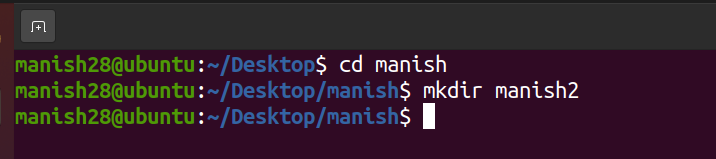 manish28@ubuntu:~/Desktop$ cd manish
manish28@ubuntu:~/Desktop/manish$ mkdir manish2
manish28@ubuntu:~/Desktop/manish$